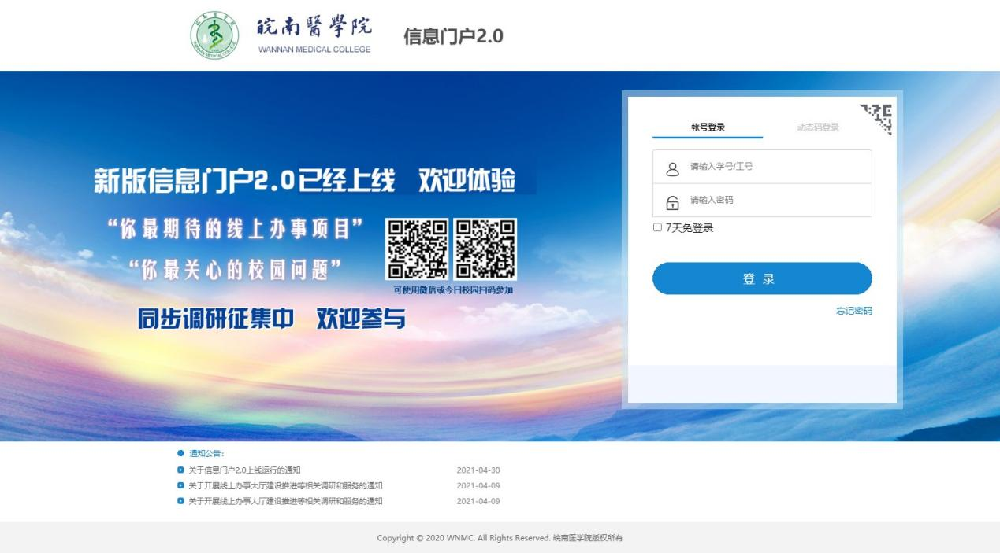 皖南醫學院
WANNAN MEDICAL COLLEGE
信息门户2.0
帐号登录
动态码登录
请输入学号/工号
请输入密码
7天免登录
登 录
忘记密码
新版信息门户2.0已经上线 欢迎体验
“你最期待的线上办事项目”
“你最关心的校园问题”
可使用微信或今日校园扫码参加
同步调研征集中 欢迎参与
通知公告:
关于信息门户2.0上线运行的通知 2021-04-30
关于开展线上办事大厅建设推进等相关调研和服务的通知 2021-04-09
关于开展线上办事大厅建设推进等相关调研和服务的通知 2021-04-09
Copyright © 2020 WNMC. All Rights Reserved. 皖南医学院版权所有